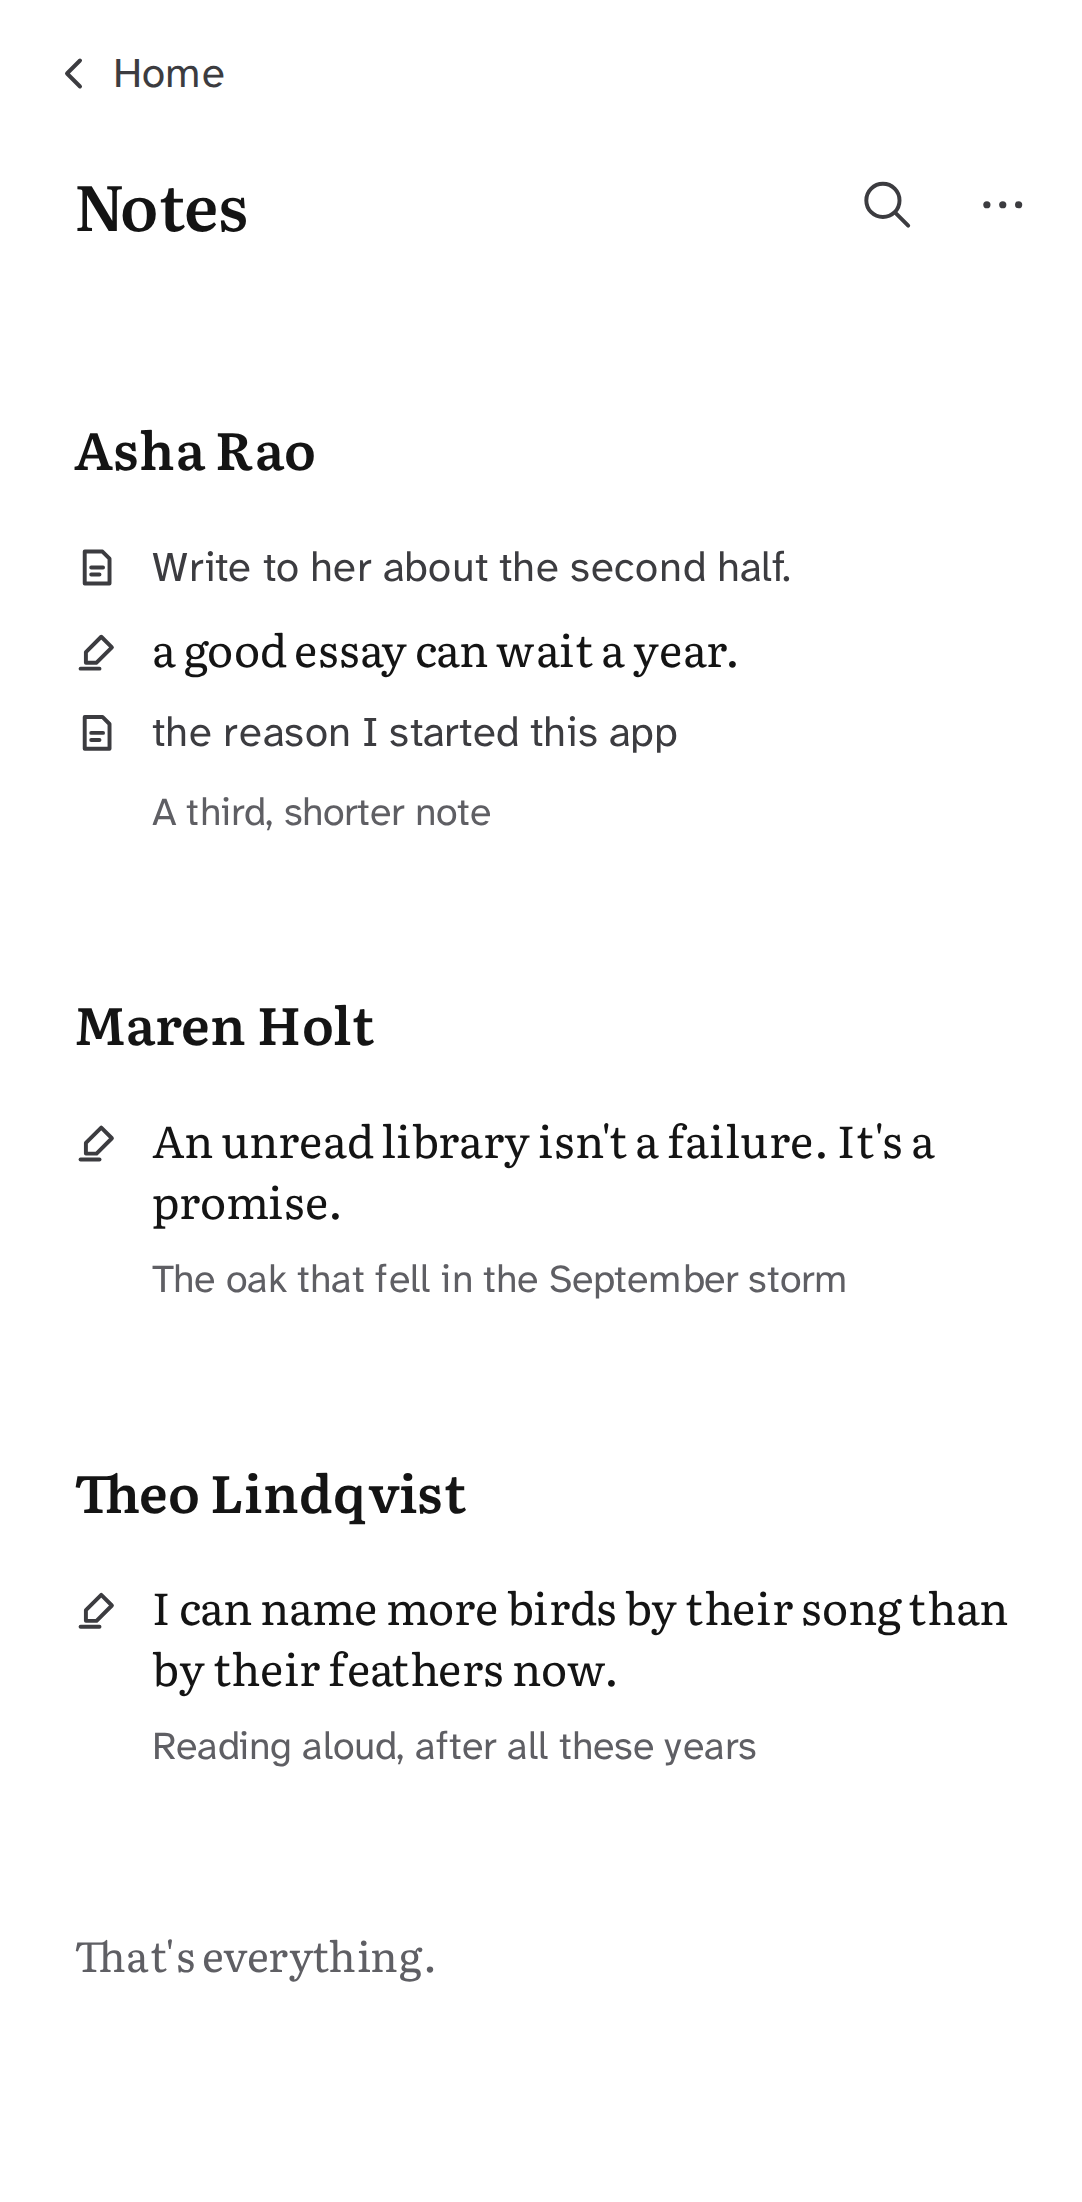 Home
Notes
Asha Rao
Write to her about the second half.
a good essay can wait a year.
the reason I started this app
A third, shorter note
Maren Holt
An unread library isn't a failure. It's a
promise.
The oak that fell in the September storm
Theo Lindqvist
I can name more birds by their song than
by their feathers now.
Reading aloud, after all these years
That's everything.